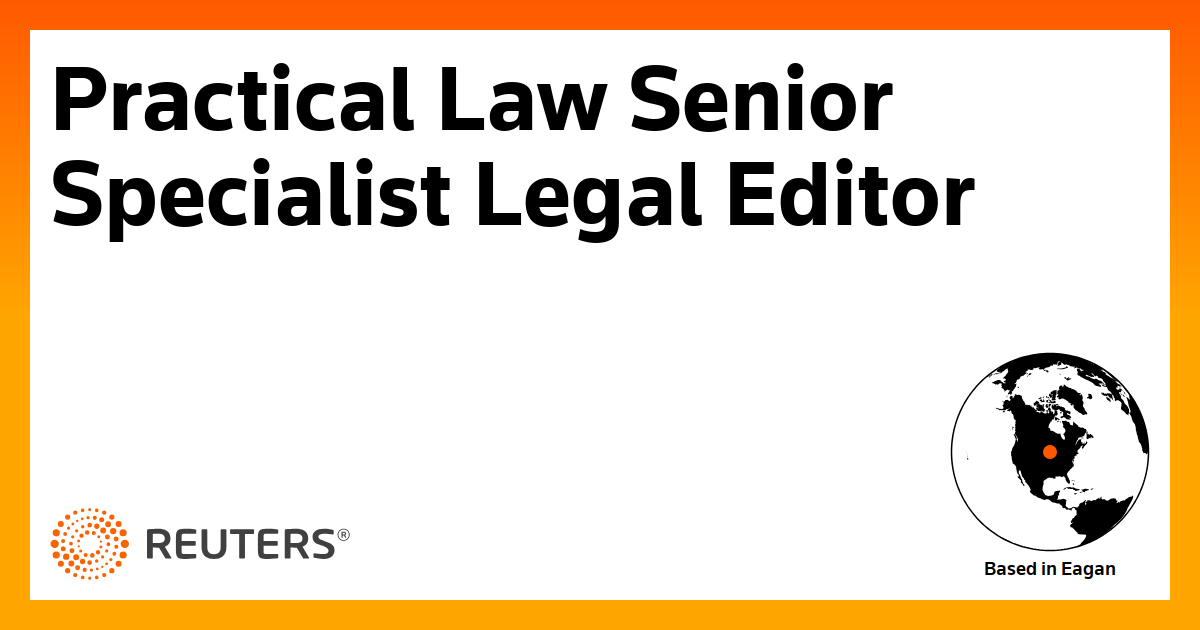 Practical Law Senior
Specialist Legal Editor
REUTERS®
Based in Eagan